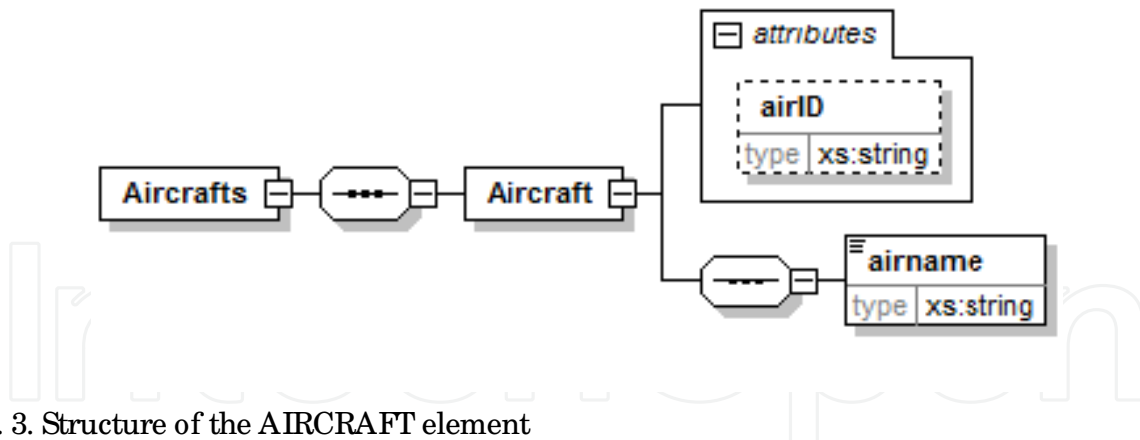 attributes
airID
type xs:string
Aircrafts
Aircraft
airname
type xs:string
. 3. Structure of the AIRCRAFT element